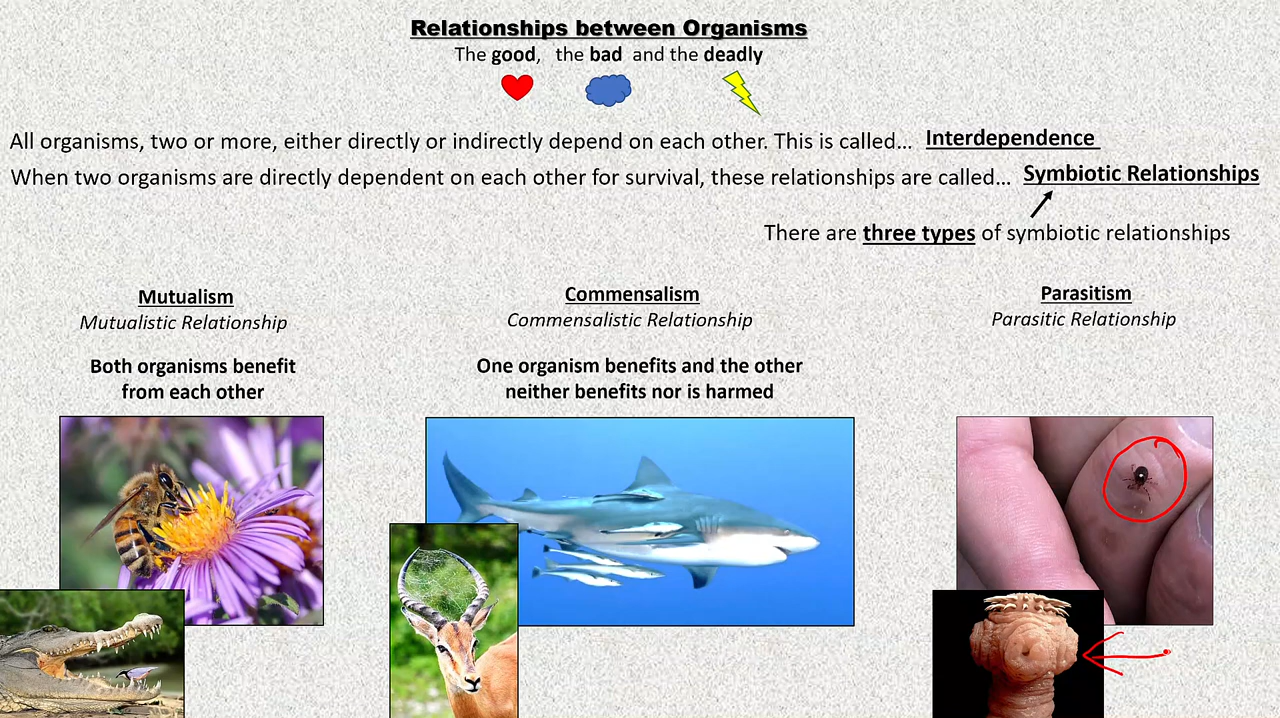 Relationships between Organisms
The good, the bad and the deadly
All organisms, two or more, either directly or indirectly depend on each other. This is called... Interdependence
When two organisms are directly dependent on each other for survival, these relationships are called... Symbiotic Relationships
There are three types of symbiotic relationships
Mutualism
Mutualistic Relationship
Both organisms benefit
from each other
Commensalism
Commensalistic Relationship
One organism benefits and the other
neither benefits nor is harmed
Parasitism
Parasitic Relationship